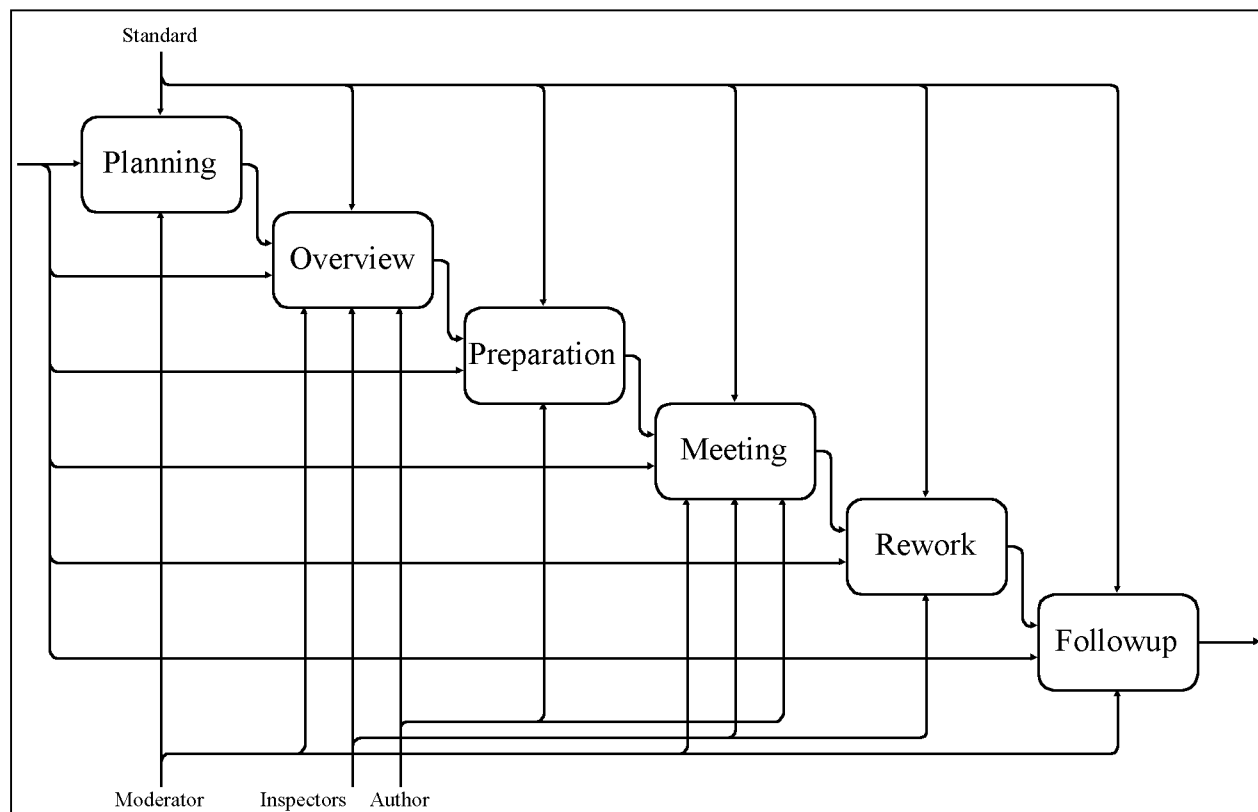 Standard
Planning
Overview
Preparation
Meeting
Rework
Followup
Moderator
Inspectors
Author